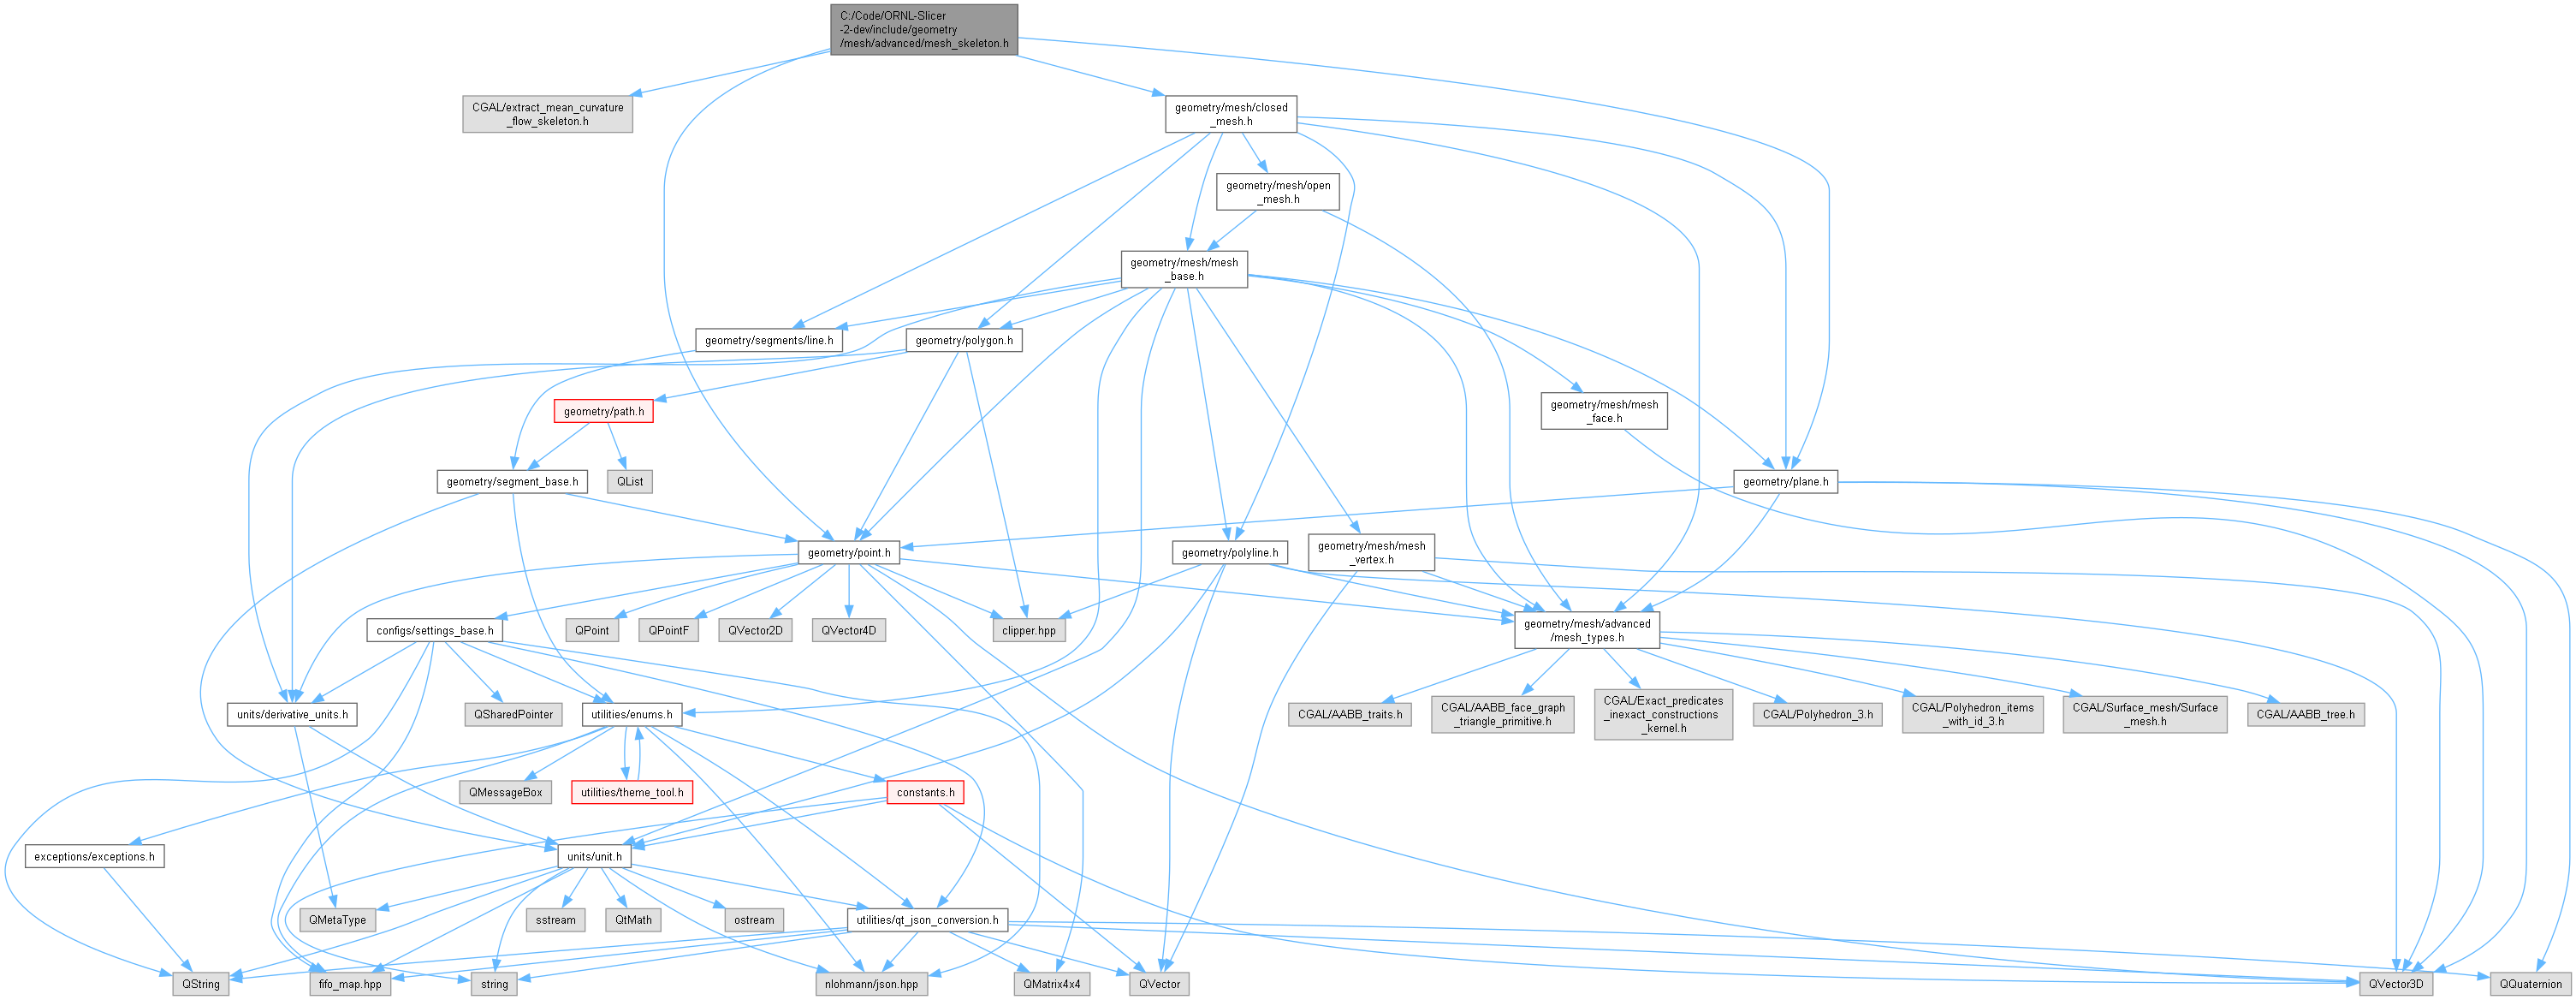 C:/Code/ORNL-Slicer
-2-dev/include/geometry
/mesh/advanced/mesh_skeleton.h
CGAL/extract_mean_curvature
_flow_skeleton.h
geometry/mesh/closed
_mesh.h
geometry/mesh/open
_mesh.h
geometry/mesh/mesh
_base.h
geometry/segments/line.h
geometry/polygon.h
geometry/path.h
geometry/mesh/mesh
_face.h
geometry/segment_base.h
QList
geometry/plane.h
geometry/point.h
geometry/polyline.h
geometry/mesh/mesh
_vertex.h
configs/settings_base.h
QPoint
QPointF
QVector2D
QVector4D
clipper.hpp
geometry/mesh/advanced
/mesh_types.h
units/derivative_units.h
QSharedPointer
utilities/enums.h
CGAL/AABB_traits.h
CGAL/AABB_face_graph
_triangle_primitive.h
CGAL/Exact_predicates
_inexact_constructions
_kernel.h
CGAL/Polyhedron_3.h
CGAL/Polyhedron_items
_with_id_3.h
CGAL/Surface_mesh/Surface
_mesh.h
CGAL/AABB_tree.h
QMessageBox
utilities/theme_tool.h
constants.h
exceptions/exceptions.h
units/unit.h
QMetaType
sstream
QtMath
ostream
utilities/qt_json_conversion.h
QString
fifo_map.hpp
string
nlohmann/json.hpp
QMatrix4x4
QVector
QVector3D
QQuaternion